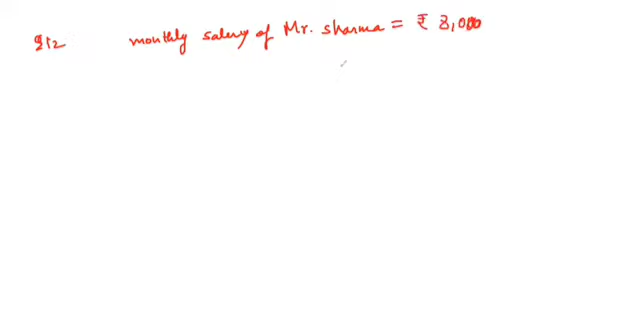 Q12 monthly salary of Mr. Sharma = ₹ 8,000